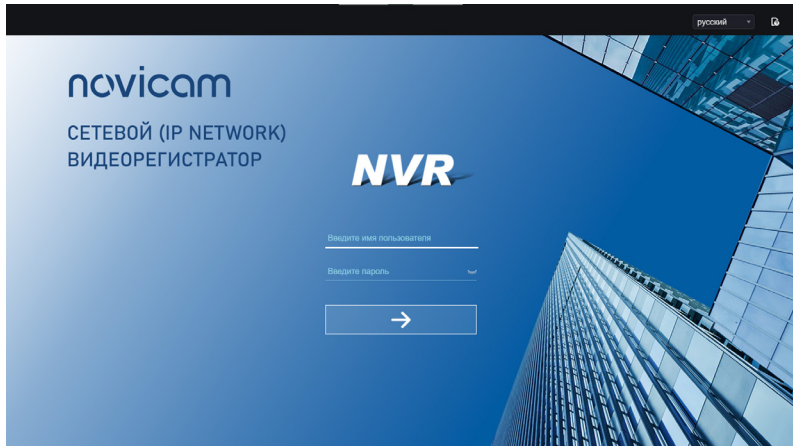 русский
novicam
СЕТЕВОЙ (IP NETWORK)
ВИДЕОРЕГИСТРАТОР
NVR
Введите имя пользователя
Введите пароль